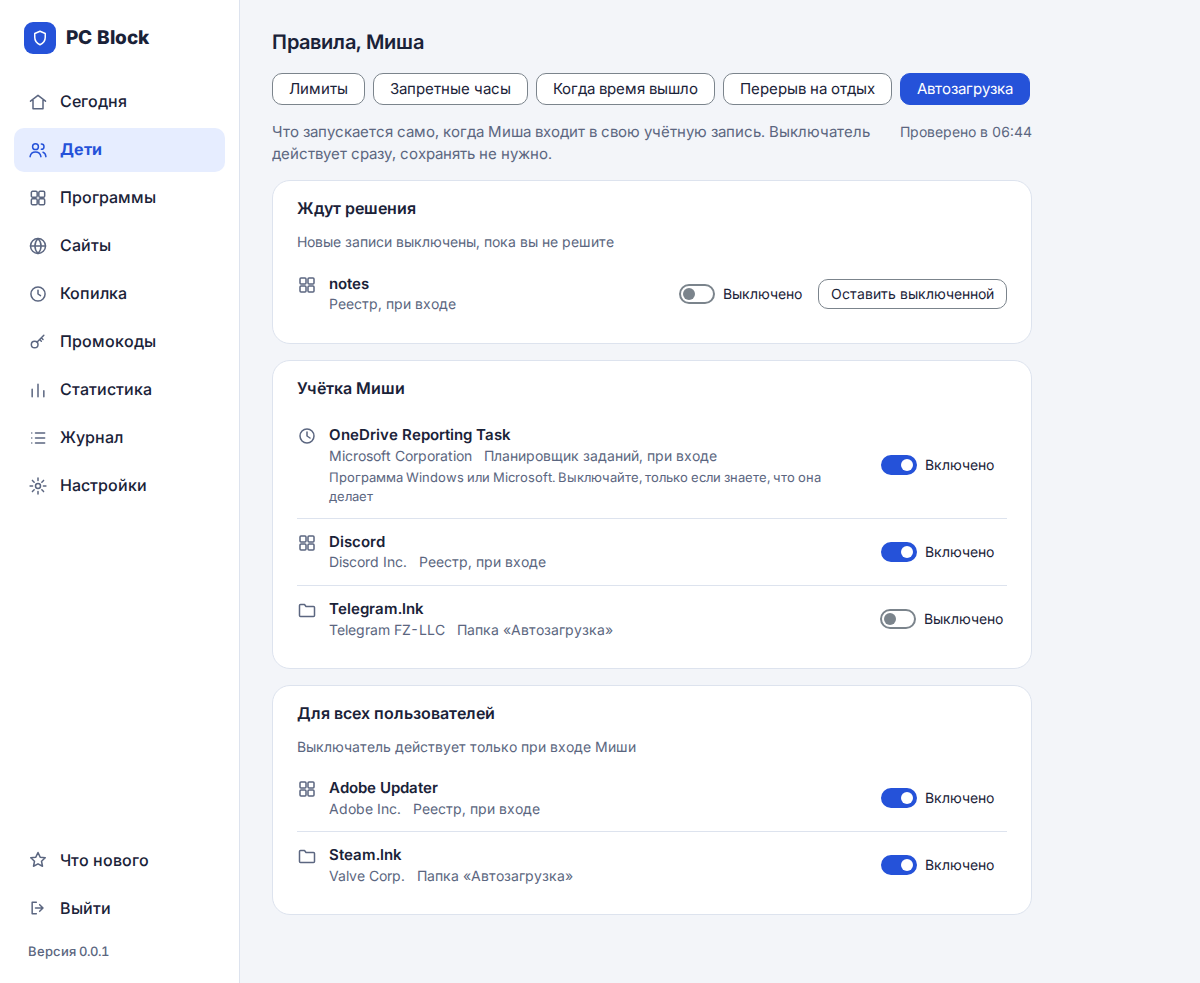 PC Block
Сегодня
Дети
Программы
Сайты
Копилка
Промокоды
Статистика
Журнал
Настройки
Что нового
Выйти
Версия 0.0.1
Правила, Миша
Лимиты
Запретные часы
Когда время вышло
Перерыв на отдых
Автозагрузка
Что запускается само, когда Миша входит в свою учётную запись. Выключатель
действует сразу, сохранять не нужно.
Проверено в 06:44
Ждут решения
Новые записи выключены, пока вы не решите
notes
Реестр, при входе
Выключено
Оставить выключенной
Учётка Миши
OneDrive Reporting Task
Microsoft Corporation Планировщик заданий, при входе
Программа Windows или Microsoft. Выключайте, только если знаете, что она
делает
Включено
Discord
Discord Inc. Реестр, при входе
Включено
Telegram.lnk
Telegram FZ-LLC Папка «Автозагрузка»
Выключено
Для всех пользователей
Выключатель действует только при входе Миши
Adobe Updater
Adobe Inc. Реестр, при входе
Включено
Steam.lnk
Valve Corp. Папка «Автозагрузка»
Включено